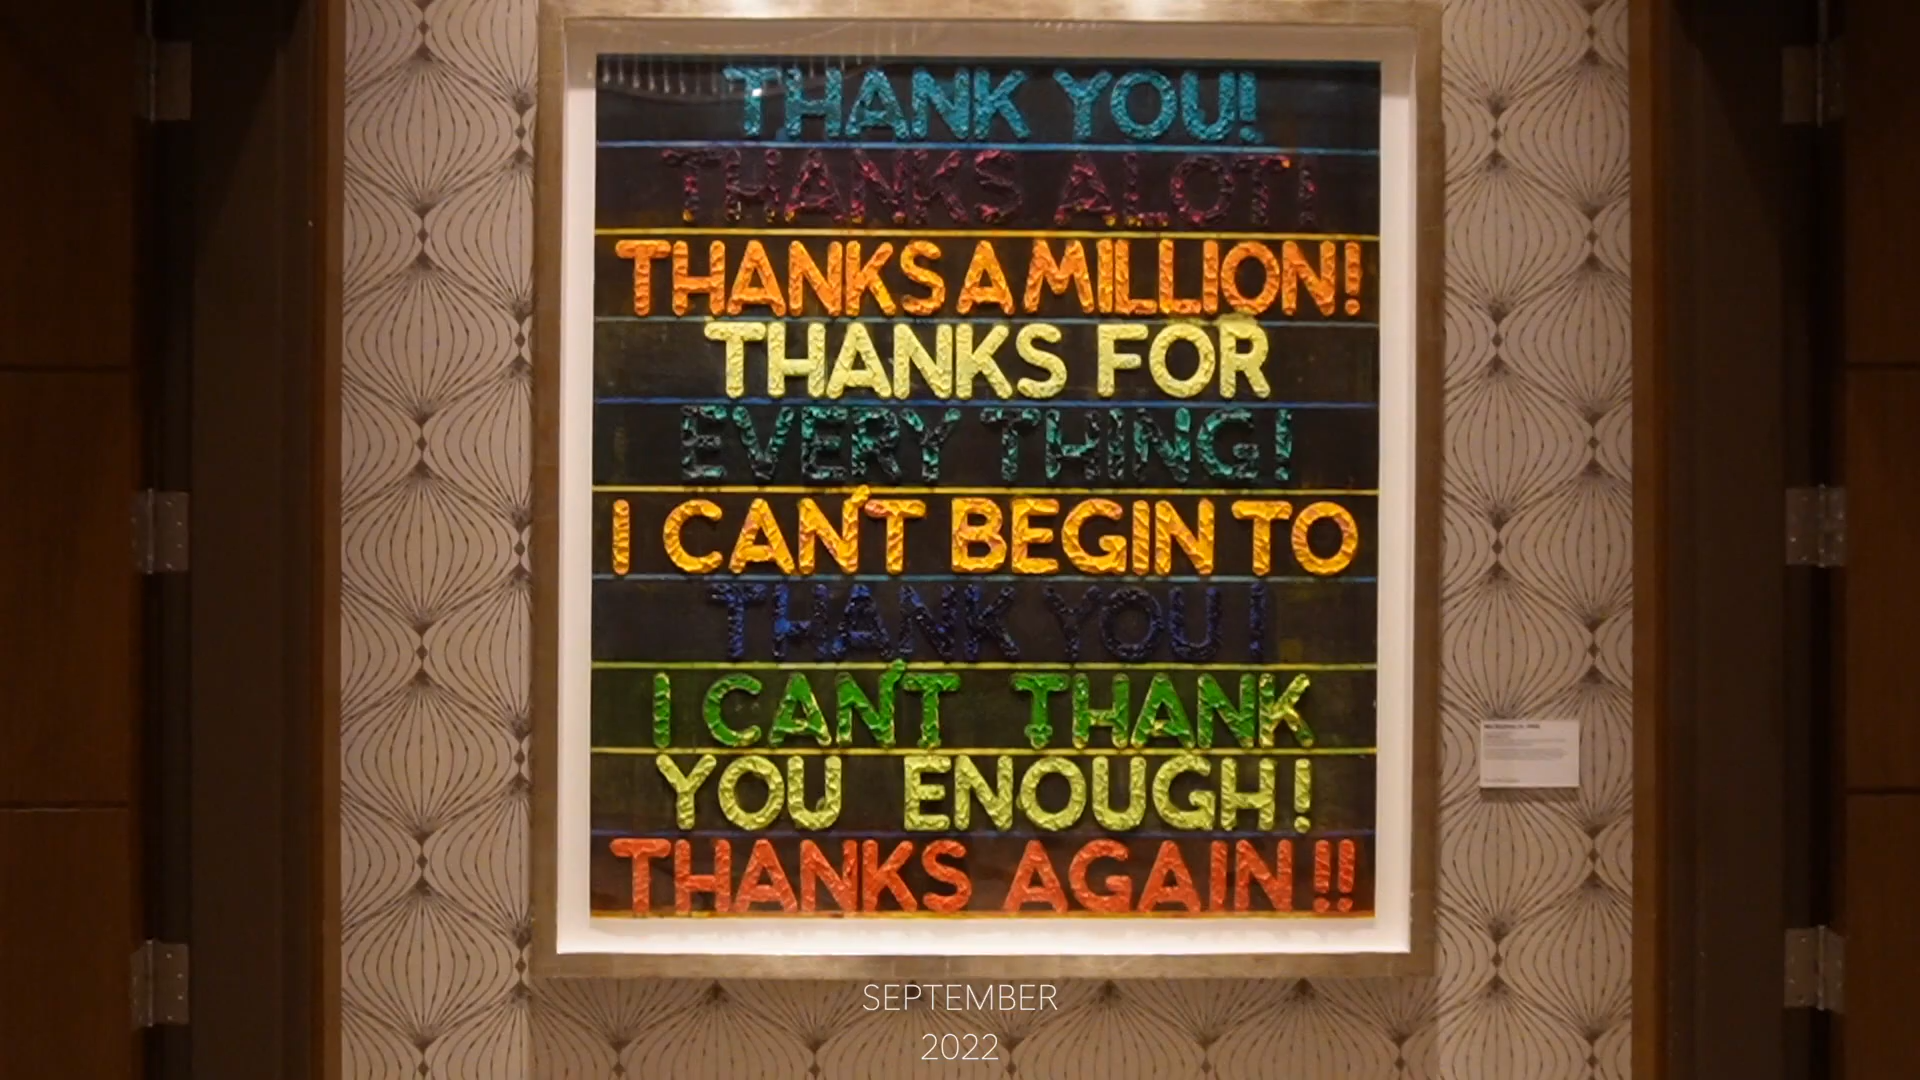 THANK YOU!
THANKS ALOT!
THANKS A MILLION!
THANKS FOR
EVERY THING!
I CAN'T BEGIN TO
THANK YOU!
I CAN'T THANK
YOU ENOUGH!
THANKS AGAIN!!
SEPTEMBER
2022